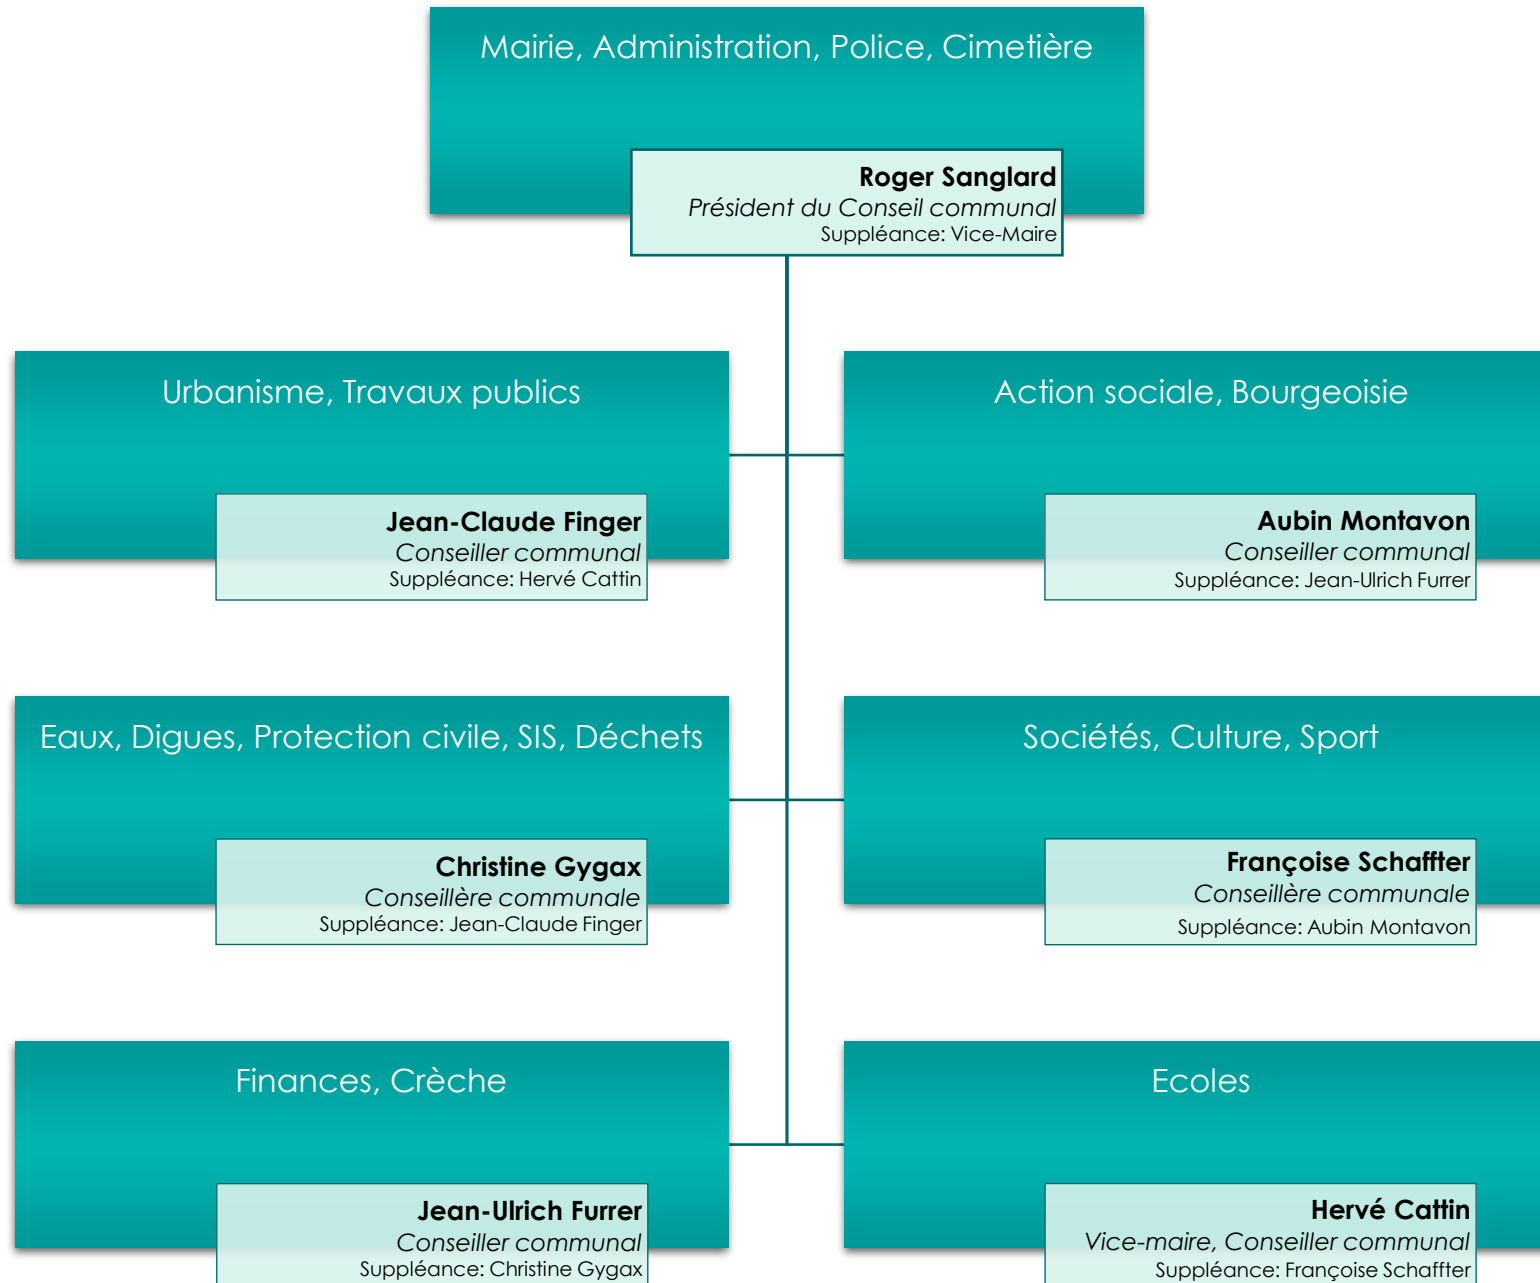 Mairie, Administration, Police, Cimetière
Roger Sanglard
Président du Conseil communal
Suppléance: Vice-Maire
Urbanisme, Travaux publics
Jean-Claude Finger
Conseiller communal
Suppléance: Hervé Cattin
Action sociale, Bourgeoisie
Aubin Montavon
Conseiller communal
Suppléance: Jean-Ulrich Furrer
Eaux, Digues, Protection civile, SIS, Déchets
Christine Gygax
Conseillère communale
Suppléance: Jean-Claude Finger
Sociétés, Culture, Sport
Françoise Schaffter
Conseillère communale
Suppléance: Aubin Montavon
Finances, Crèche
Jean-Ulrich Furrer
Conseiller communal
Suppléance: Christine Gygax
Ecoles
Hervé Cattin
Vice-maire, Conseiller communal
Suppléance: Françoise Schaffter